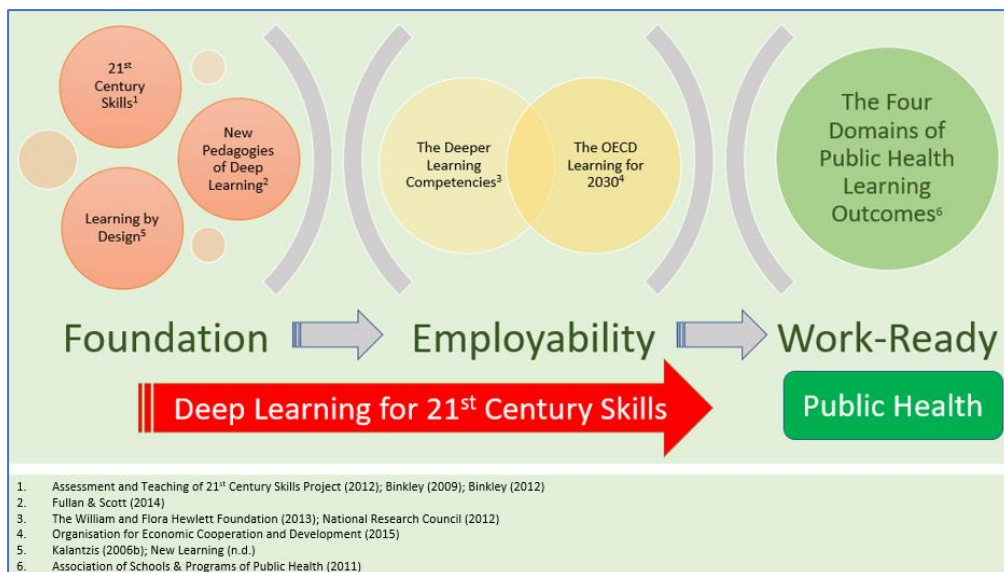 21st
Century
Skills1
New
Pedagogies
of Deep
Learning2
Learning by
Design5
The Deeper
Learning
Competencies3
The OECD
Learning for
20304
The Four
Domains of
Public Health
Learning
Outcomes6
Foundation
Employability
Work-Ready
Deep Learning for 21st Century Skills
Public Health
1. Assessment and Teaching of 21st Century Skills Project (2012); Binkley (2009); Binkley (2012)
2. Fullan & Scott (2014)
3. The William and Flora Hewlett Foundation (2013); National Research Council (2012)
4. Organisation for Economic Cooperation and Development (2015)
5. Kalantzis (2006b); New Learning (n.d.)
6. Association of Schools & Programs of Public Health (2011)